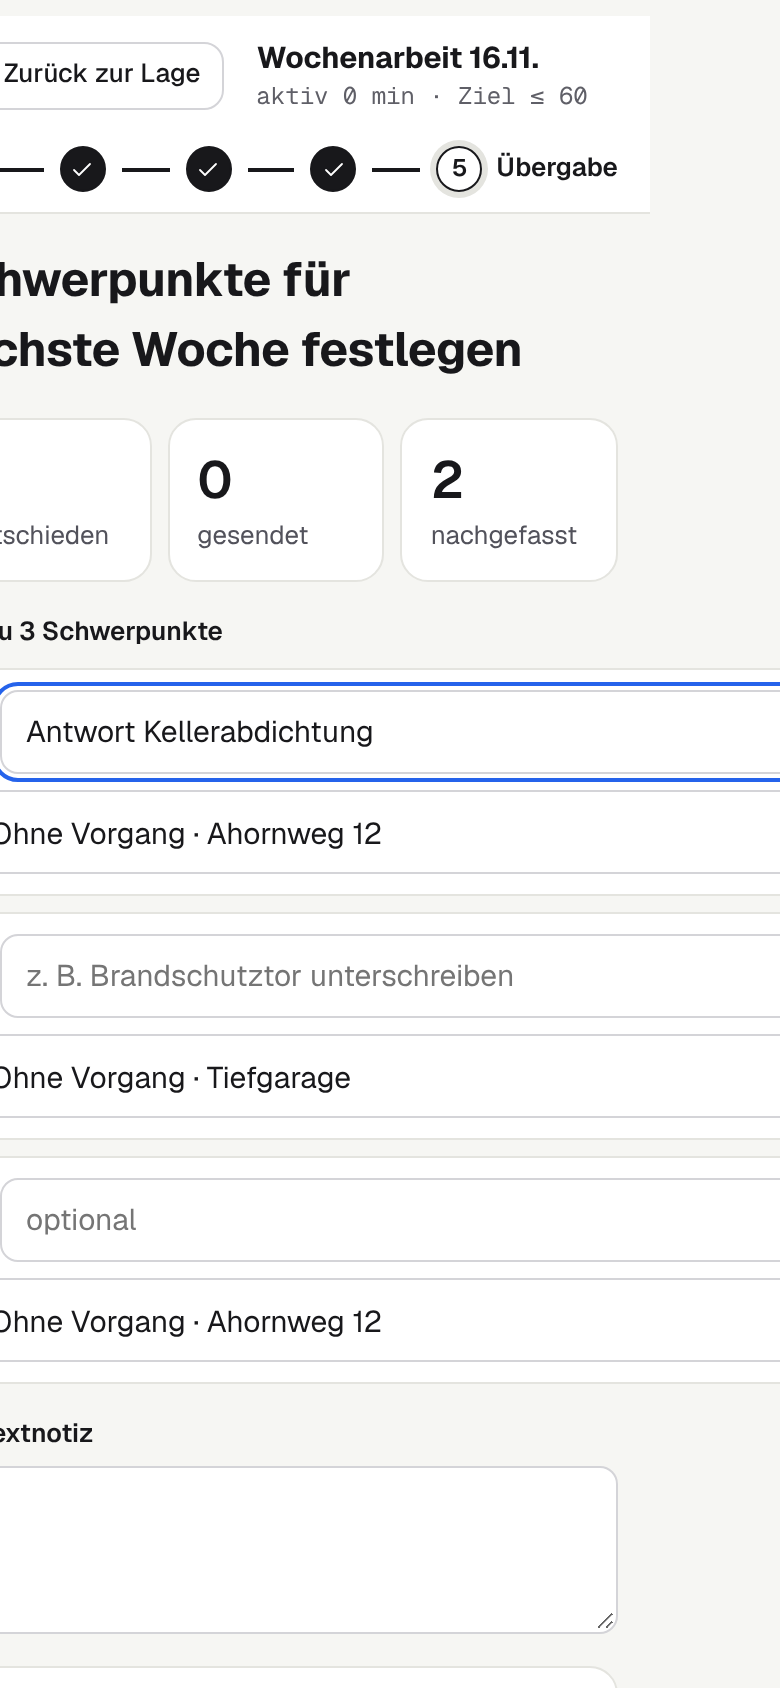 Zurück zur Lage
Wochenarbeit 16.11.
aktiv 0 min · Ziel ≤ 60
5 Übergabe
hwerpunkte für
chste Woche festlegen
tschieden
0
gesendet
2
nachgefasst
u 3 Schwerpunkte
Antwort Kellerabdichtung
Ohne Vorgang · Ahornweg 12
z. B. Brandschutztor unterschreiben
Ohne Vorgang · Tiefgarage
optional
Ohne Vorgang · Ahornweg 12
extnotiz